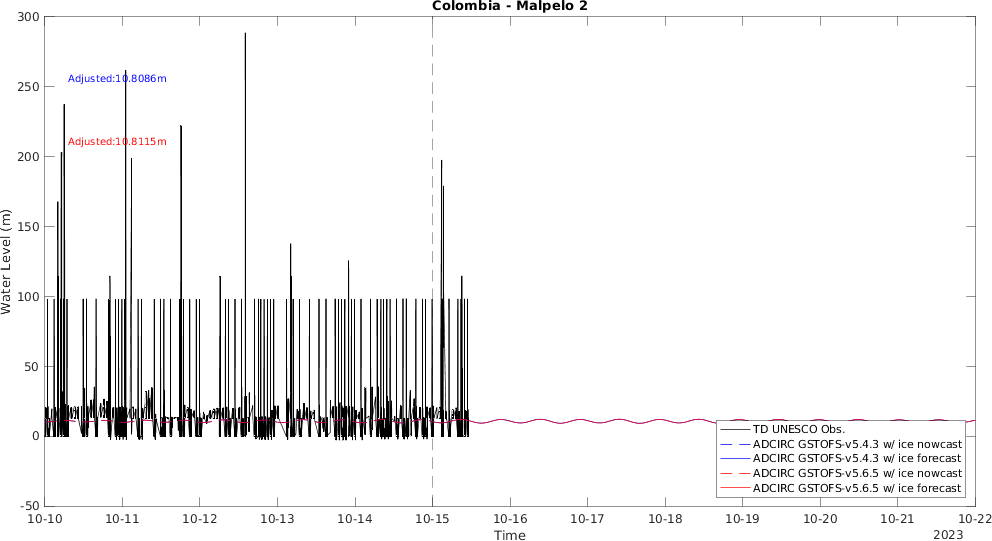 Colombia - Malpelo 2
300
250
200
150
100
50
0
-50
Water Level (m)
Adjusted:10.8086m
Adjusted:10.8115m
TD UNESCO Obs.
ADCIRC GSTOFS-v5.4.3 w/ ice nowcast
ADCIRC GSTOFS-v5.4.3 w/ ice forecast
ADCIRC GSTOFS-v5.6.5 w/ ice nowcast
ADCIRC GSTOFS-v5.6.5 w/ ice forecast
10-10 10-11 10-12 10-13 10-14 10-15 10-16 10-17 10-18 10-19 10-20 10-21 10-22
Time
2023